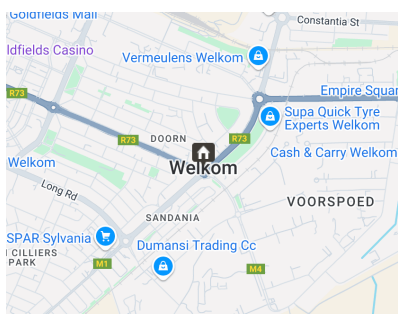 Goldfields Mall
Constantia St
ldfields Casino
Vermeulens Welkom
Empire Squar
R73
Supa Quick Tyre
Experts Welkom
R73
DOORN
R73
Cash & Carry Welkom
Welkom
Welkom
Long Rd
VOORSPOED
SANDANIA
SPAR Sylvania
Dumansi Trading Cc
I CILLIERS
PARK
M1
M4